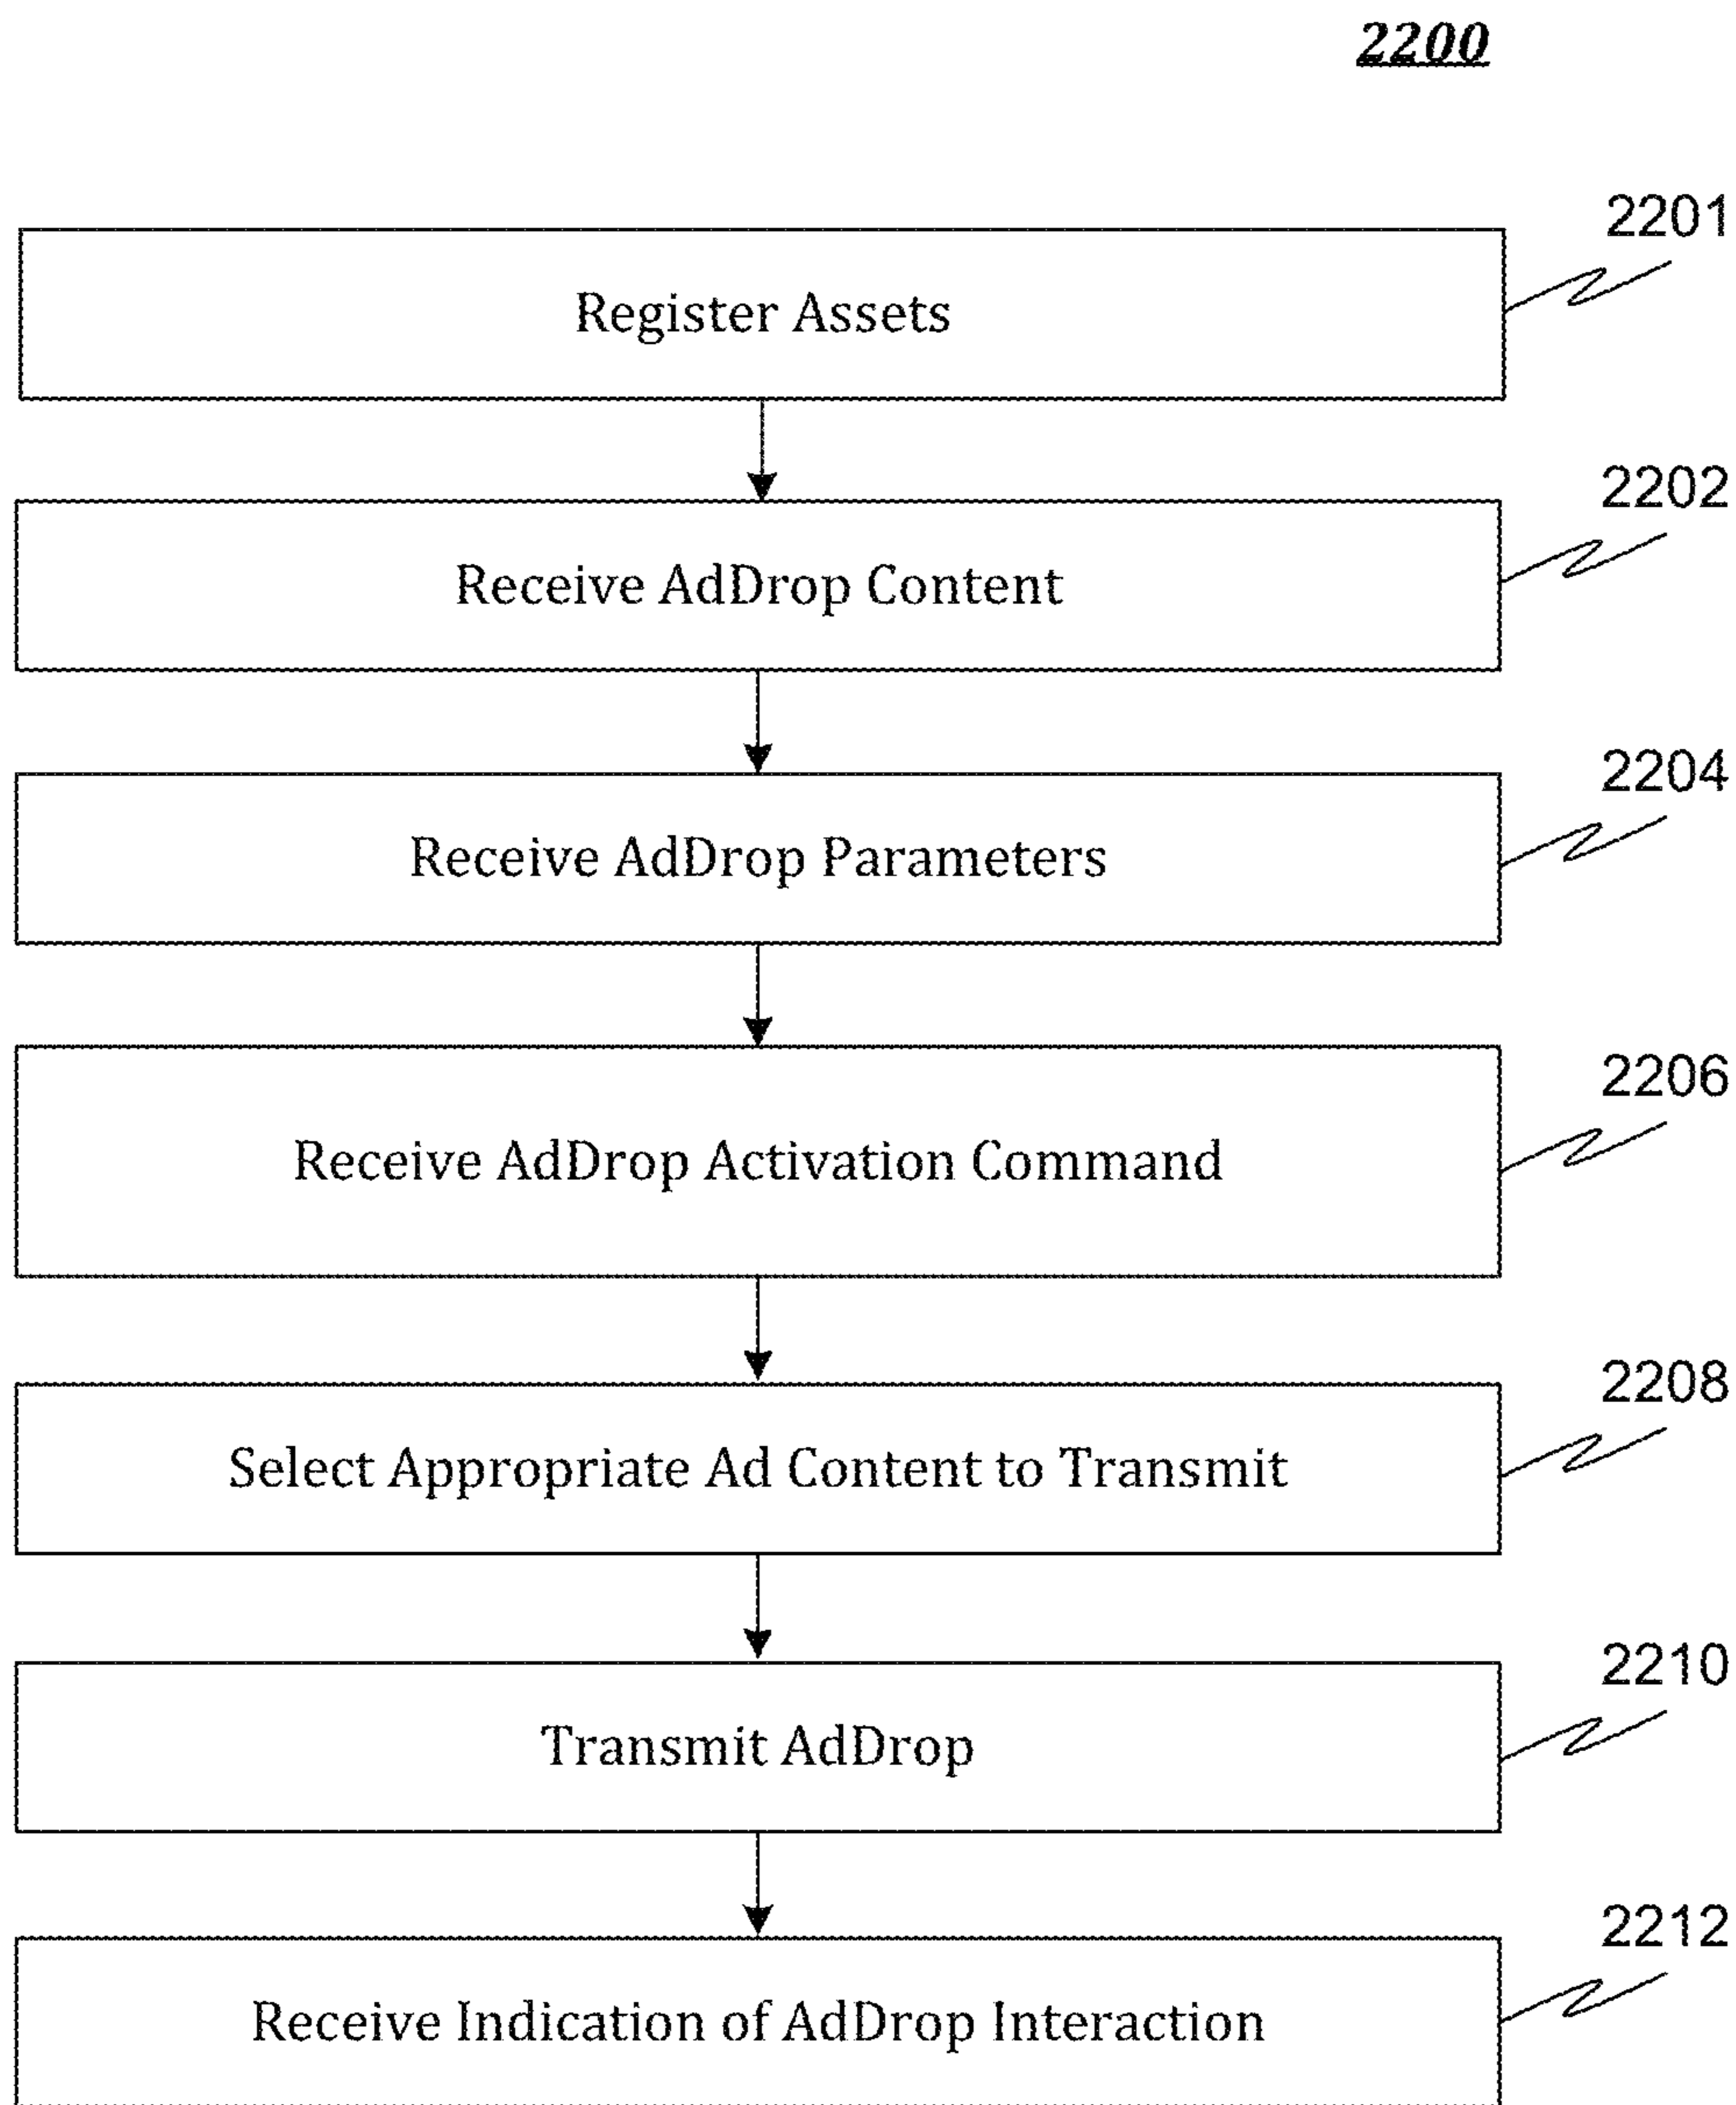 2200
2201
Register Assets
2202
Receive AdDrop Content
2204
Receive AdDrop Parameters
2206
Receive AdDrop Activation Command
2208
Select Appropriate Ad Content to Transmit
2210
Transmit AdDrop
2212
Receive Indication of AdDrop Interaction